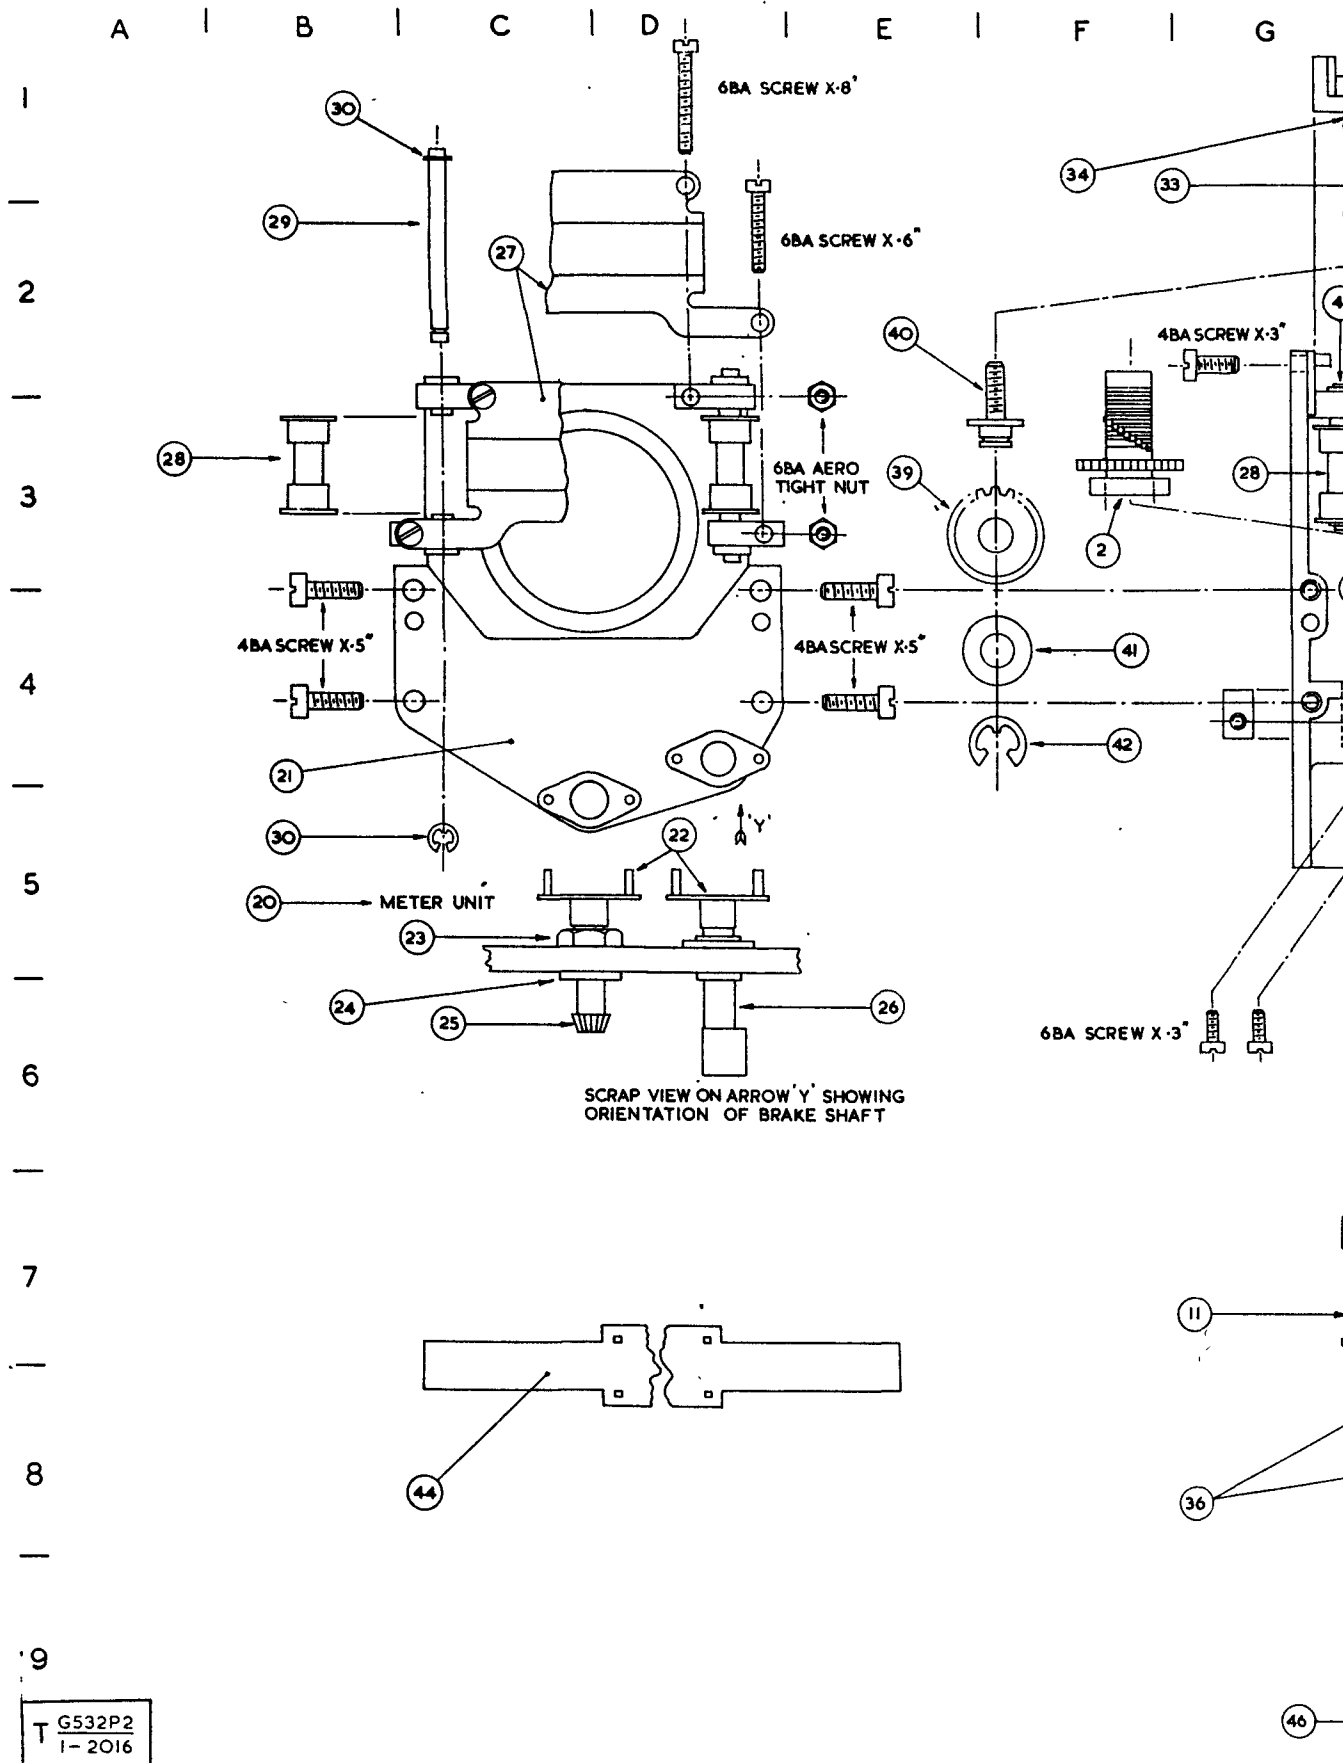 A | B | C | D | E | F | G
1
6BA SCREW X·8"
30
34
33
29
6BA SCREW X·6"
27
2
4BA SCREW X·3"
40
28
6BA AERO
TIGHT NUT
39
28
3
2
4BA SCREW X·5"
4BA SCREW X·5"
41
4
42
21
30
22
'Y'
5
20
METER UNIT
23
24
25
26
6BA SCREW X·3"
6
SCRAP VIEW ON ARROW 'Y' SHOWING
ORIENTATION OF BRAKE SHAFT
7
11
8
44
36
9
T G532P2
1-2016
46